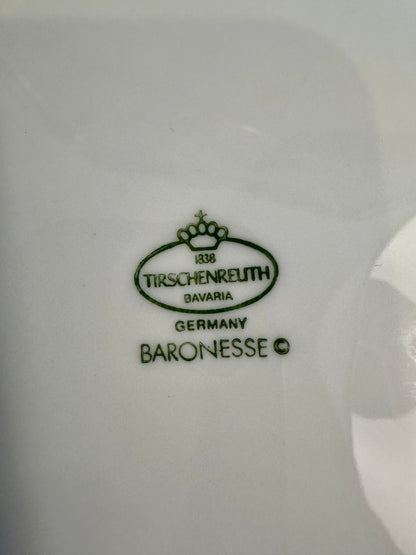 1838
TIRSCHENREUTH
BAVARIA
GERMANY
BARONESSE ©